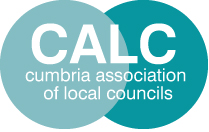 CALC
cumbria association
of local councils